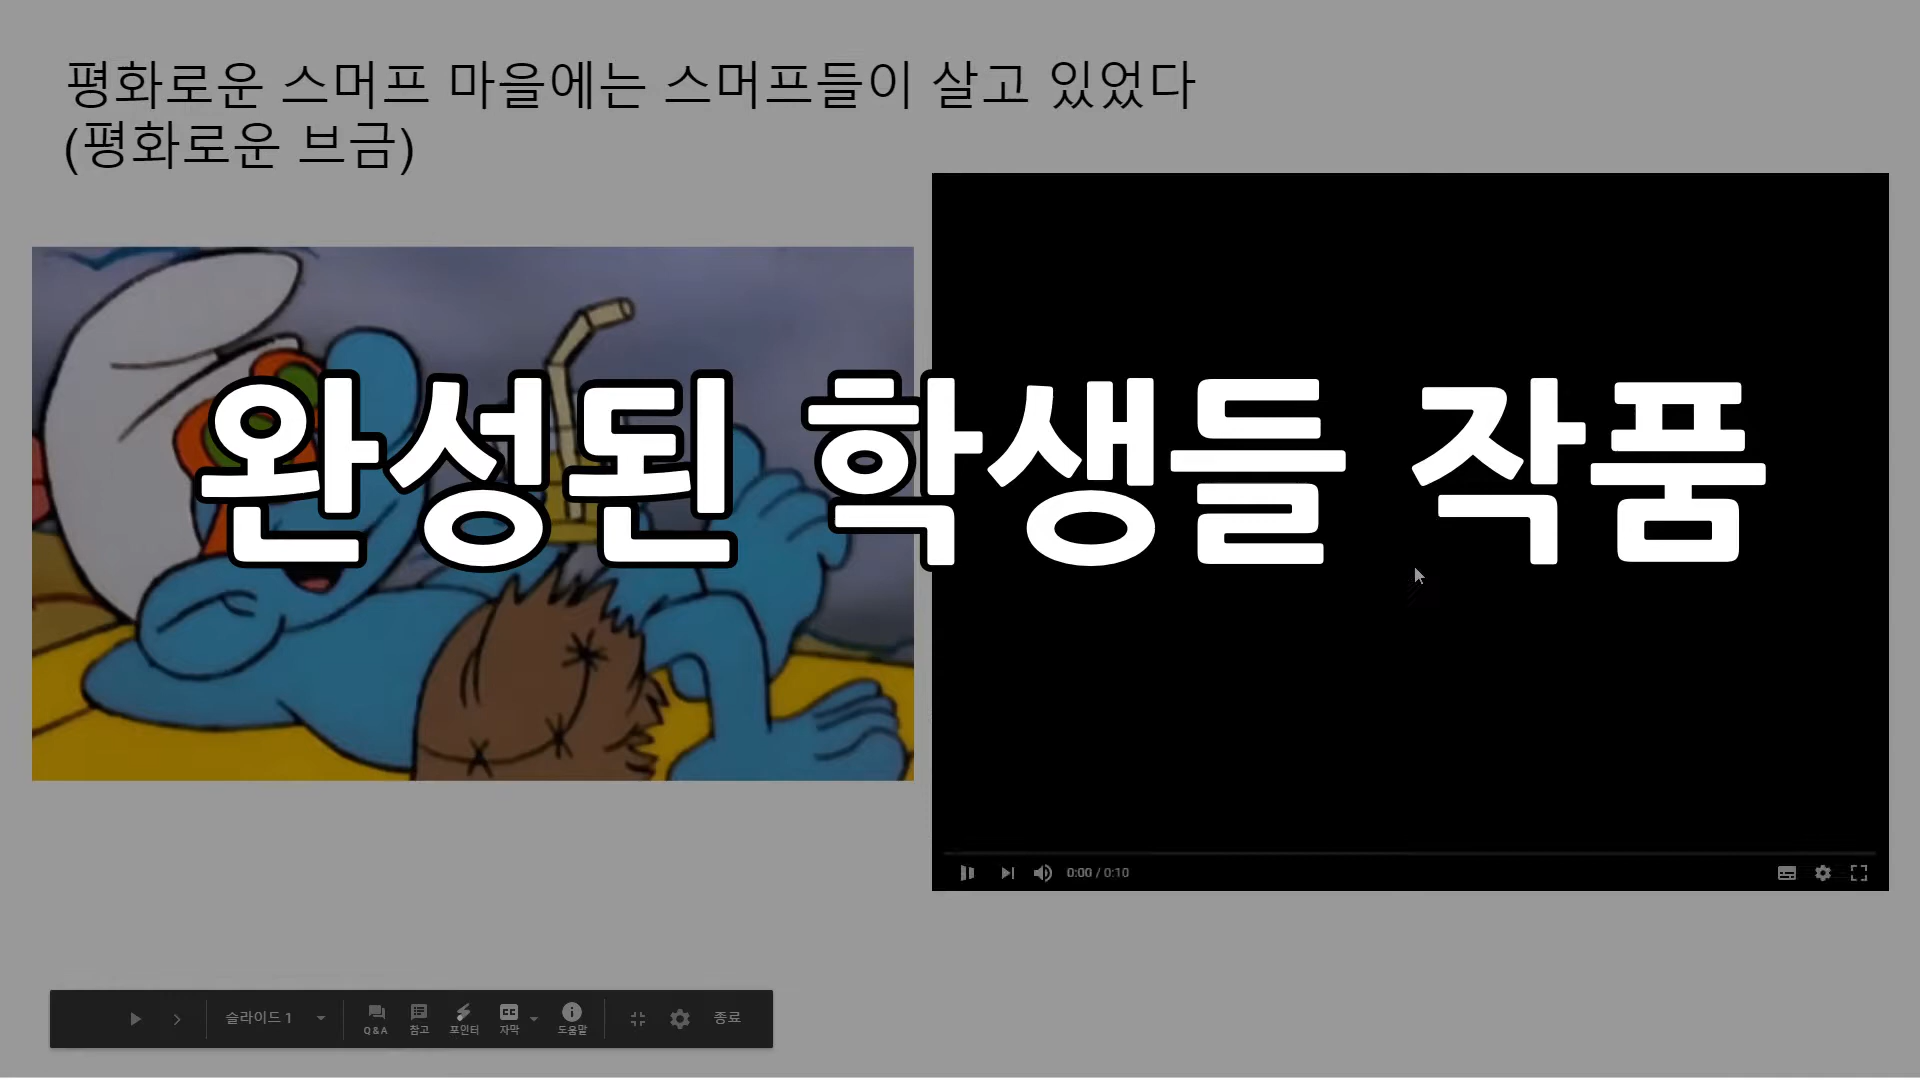 평화로운 스머프 마을에는 스머프들이 살고 있었다
(평화로운 브금)
완성된 학생들 작품
0:00 / 0:10
슬라이드 1
Q&A
참고
포인터
자막
도움말
종료